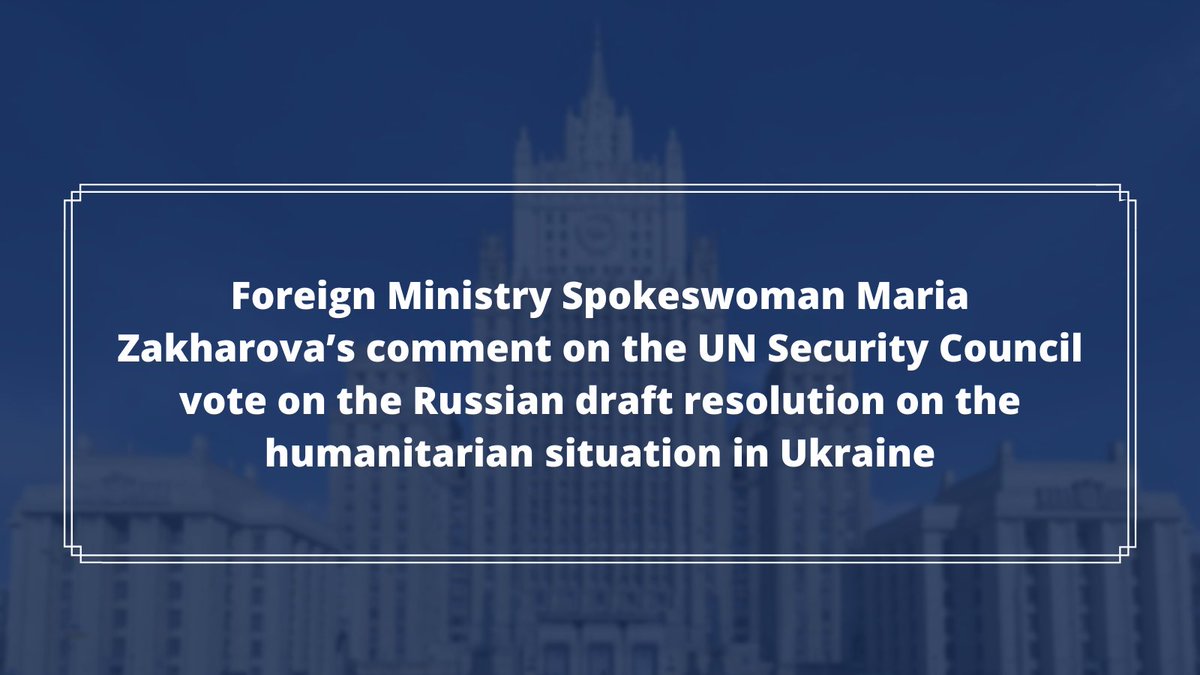 Foreign Ministry Spokeswoman Maria
Zakharova’s comment on the UN Security Council
vote on the Russian draft resolution on the
humanitarian situation in Ukraine